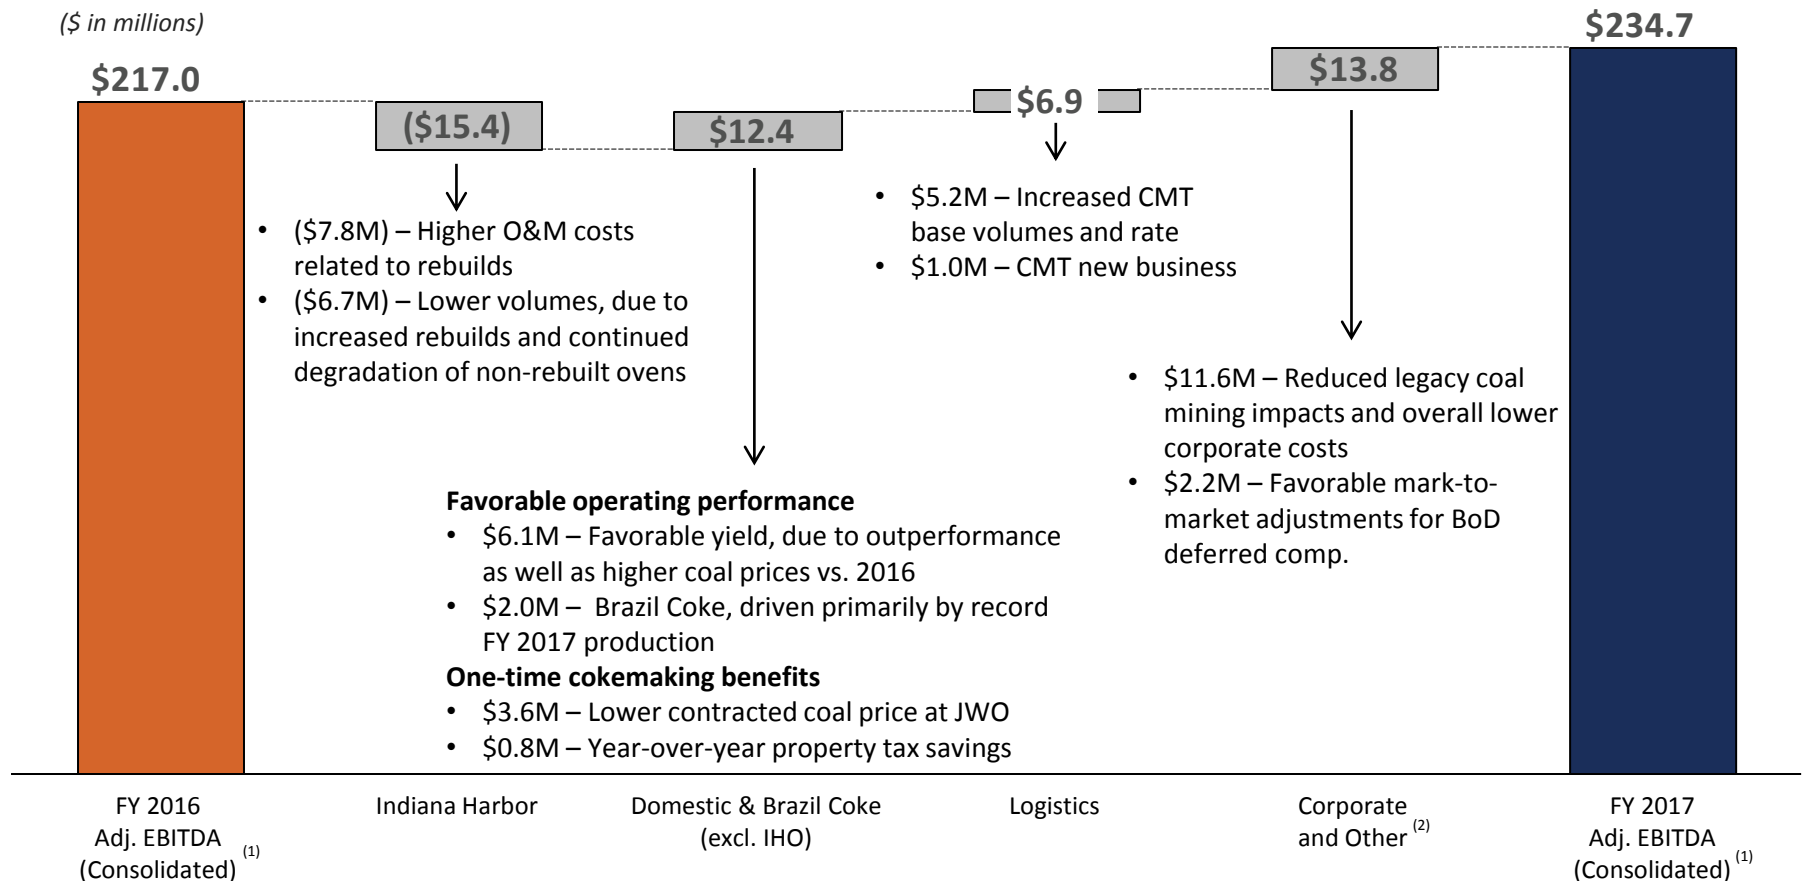 ($ in millions)
$217.0
($15.4)
$12.4
$6.9
$13.8
$234.7
• ($7.8M) – Higher O&M costs
related to rebuilds
• ($6.7M) – Lower volumes, due to
increased rebuilds and continued
degradation of non-rebuilt ovens
Favorable operating performance
• $6.1M – Favorable yield, due to outperformance
as well as higher coal prices vs. 2016
• $2.0M – Brazil Coke, driven primarily by record
FY 2017 production
One-time cokemaking benefits
• $3.6M – Lower contracted coal price at JWO
• $0.8M – Year-over-year property tax savings
• $5.2M – Increased CMT
base volumes and rate
• $1.0M – CMT new business
• $11.6M – Reduced legacy coal
mining impacts and overall lower
corporate costs
• $2.2M – Favorable mark-to-
market adjustments for BoD
deferred comp.
FY 2016
Adj. EBITDA
(Consolidated) (1)
Indiana Harbor
Domestic & Brazil Coke
(excl. IHO)
Logistics
Corporate
and Other (2)
FY 2017
Adj. EBITDA
(Consolidated) (1)